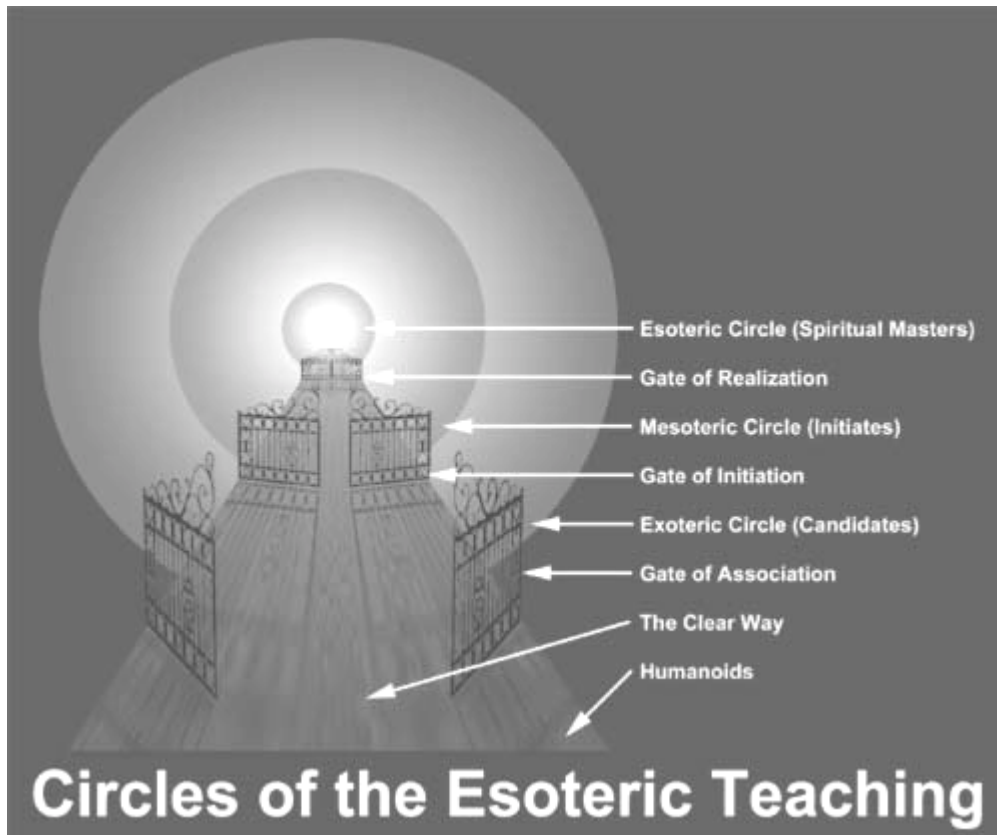 Esoteric Circle (Spiritual Masters)
Gate of Realization
Mesoteric Circle (Initiates)
Gate of Initiation
Exoteric Circle (Candidates)
Gate of Association
The Clear Way
Humanoids
Circles of the Esoteric Teaching